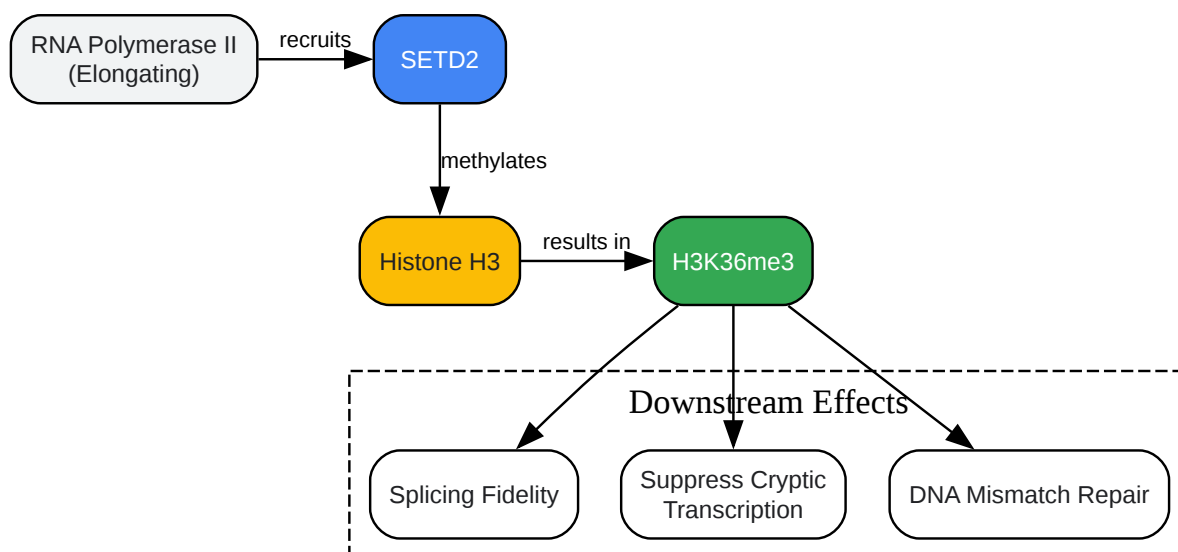 RNA Polymerase II
(Elongating)
recruits
SETD2
methylates
Histone H3
results in
H3K36me3
Downstream Effects
Splicing Fidelity
Suppress Cryptic
Transcription
DNA Mismatch Repair